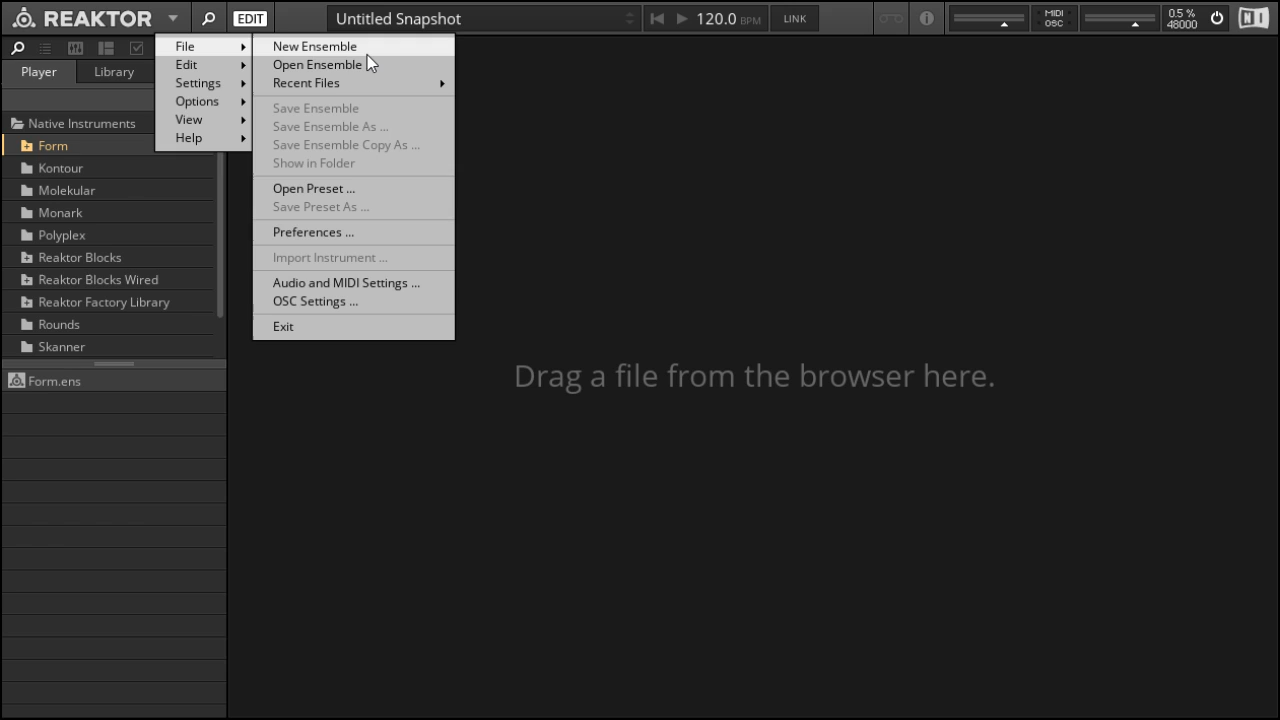 REAKTOR
EDIT
Untitled Snapshot
120.0 BPM
LINK
MIDI
OSC
0.5 %
48000
NI
Player
Library
File
Edit
Settings
Options
View
Help
New Ensemble
Open Ensemble
Recent Files
Save Ensemble
Save Ensemble As ...
Save Ensemble Copy As ...
Show in Folder
Open Preset ...
Save Preset As ...
Preferences ...
Import Instrument ...
Audio and MIDI Settings ...
OSC Settings ...
Exit
Native Instruments
Form
Kontour
Molekular
Monark
Polyplex
Reaktor Blocks
Reaktor Blocks Wired
Reaktor Factory Library
Rounds
Skanner
Form.ens
Drag a file from the browser here.